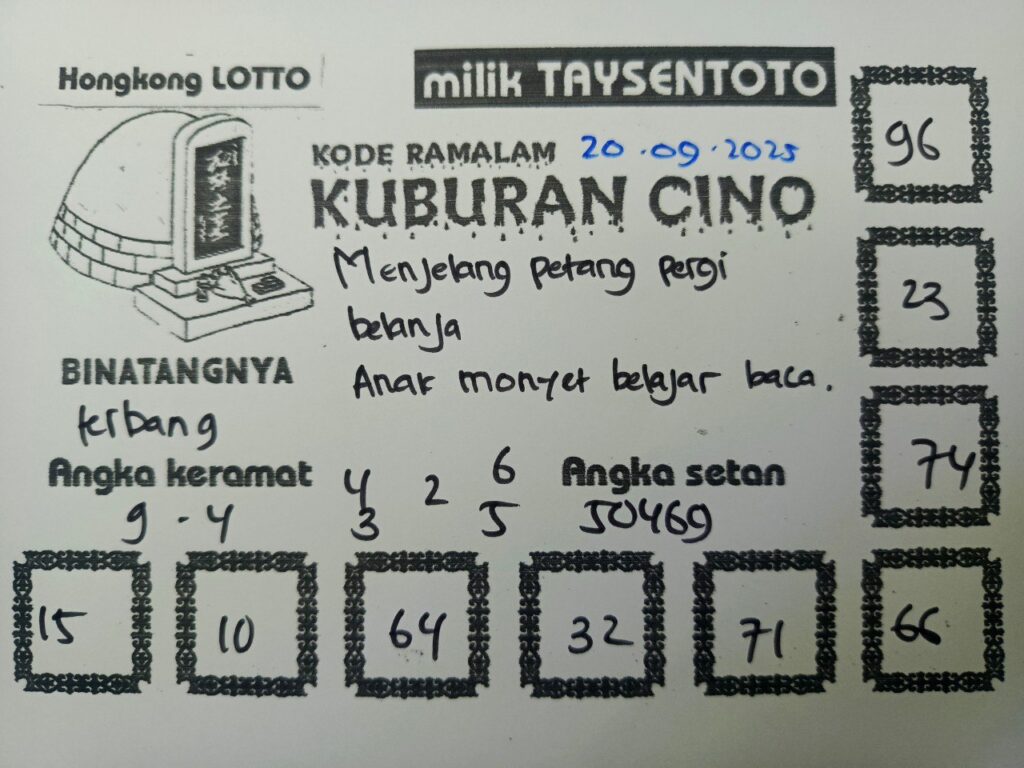 Hongkong LOTTO
milik TAYSENTOTO
KODE RAMALAM 20.09.2025
KUBURAN CINO
Menjelang petang pergi
belanja
Anak monyet belajar baca.
BINATANGNYA
terbang
Angka keramat
9 - 4
4 2 6
3 5
Angka setan
50469
96
23
74
15 10 64 32 71 66